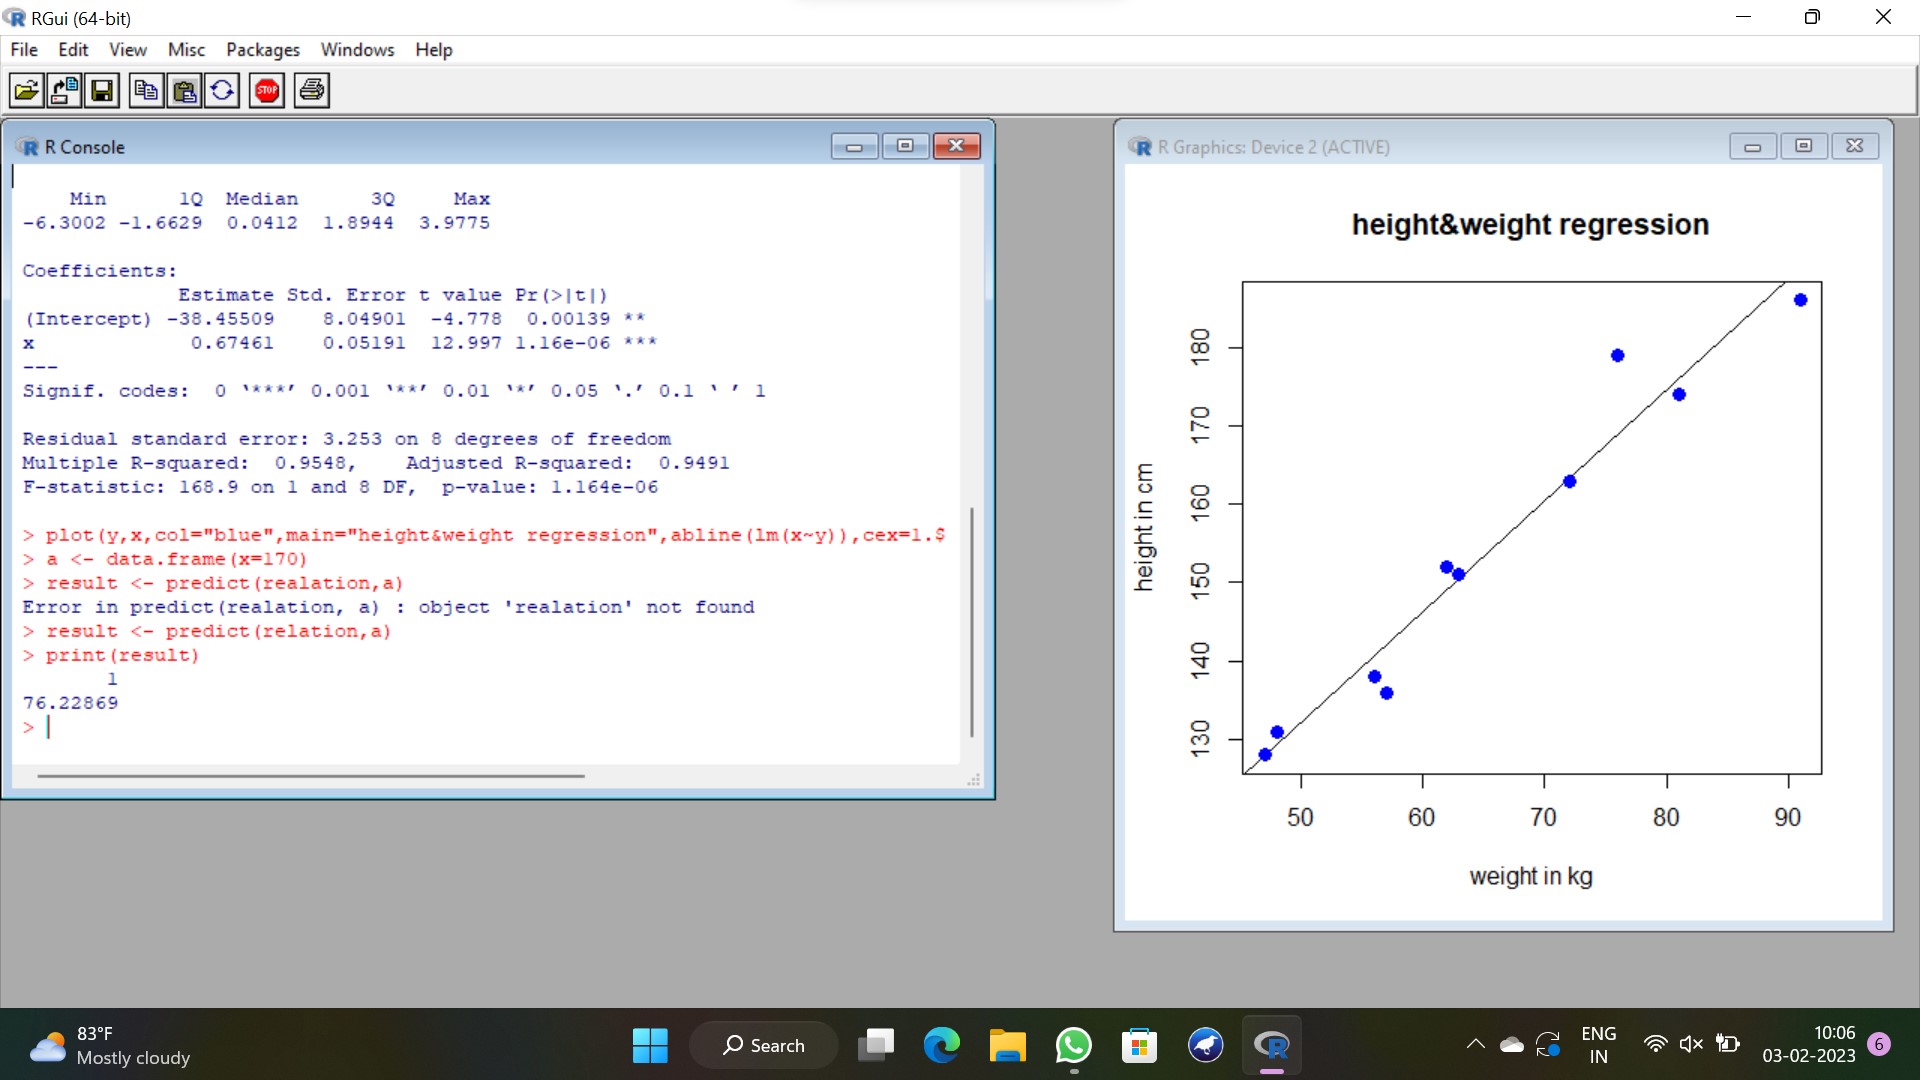 RGui (64-bit)
File Edit View Misc Packages Windows Help
STOP
R Console
Min 1Q Median 3Q Max
-6.3002 -1.6629 0.0412 1.8944 3.9775
Coefficients:
Estimate Std. Error t value Pr(>|t|)
(Intercept) -38.45509 8.04901 -4.778 0.00139 **
x 0.67461 0.05191 12.997 1.16e-06 ***
---
Signif. codes: 0 ‘***’ 0.001 ‘**’ 0.01 ‘*’ 0.05 ‘.’ 0.1 ‘ ’ 1
Residual standard error: 3.253 on 8 degrees of freedom
Multiple R-squared: 0.9548, Adjusted R-squared: 0.9491
F-statistic: 168.9 on 1 and 8 DF, p-value: 1.164e-06
> plot(y,x,col="blue",main="height&weight regression",abline(lm(x~y)),cex=1.$
> a <- data.frame(x=170)
> result <- predict(realation,a)
Error in predict(realation, a) : object 'realation' not found
> result <- predict(relation,a)
> print(result)
1
76.22869
>
R Graphics: Device 2 (ACTIVE)
height&weight regression
height in cm
180
170
160
150
140
130
50 60 70 80 90
weight in kg
83°F
Mostly cloudy
Search
ENG
IN
10:06
03-02-2023
6